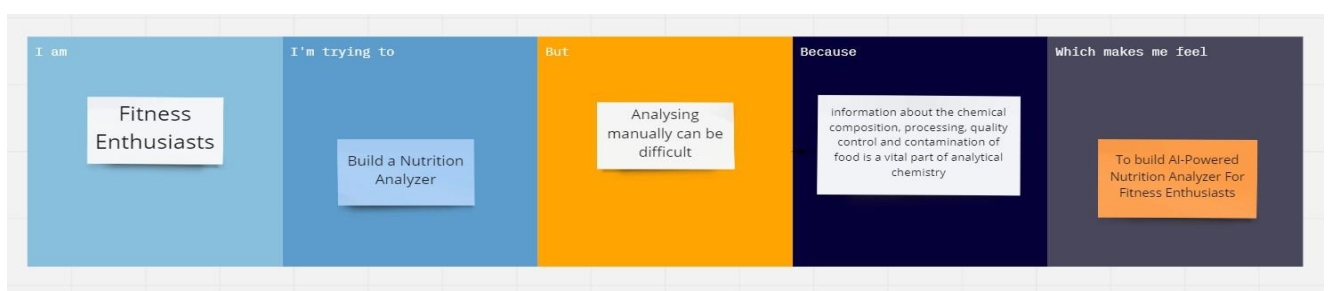 I am
Fitness
Enthusiasts
I'm trying to
Build a Nutrition
Analyzer
But
Analysing
manually can be
difficult
Because
information about the chemical
composition, processing, quality
control and contamination of
food is a vital part of analytical
chemistry
Which makes me feel
To build AI-Powered
Nutrition Analyzer For
Fitness Enthusiasts